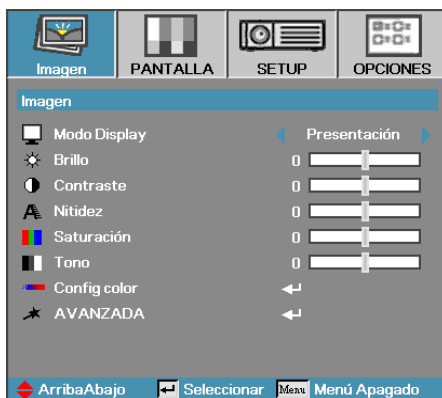 Imagen PANTALLA SETUP OPCIONES
Imagen
Modo Display Presentación
Brillo 0
Contraste 0
Nitidez 0
Saturación 0
Tono 0
Config color
AVANZADA
ArribaAbajo Seleccionar Menu Menú Apagado